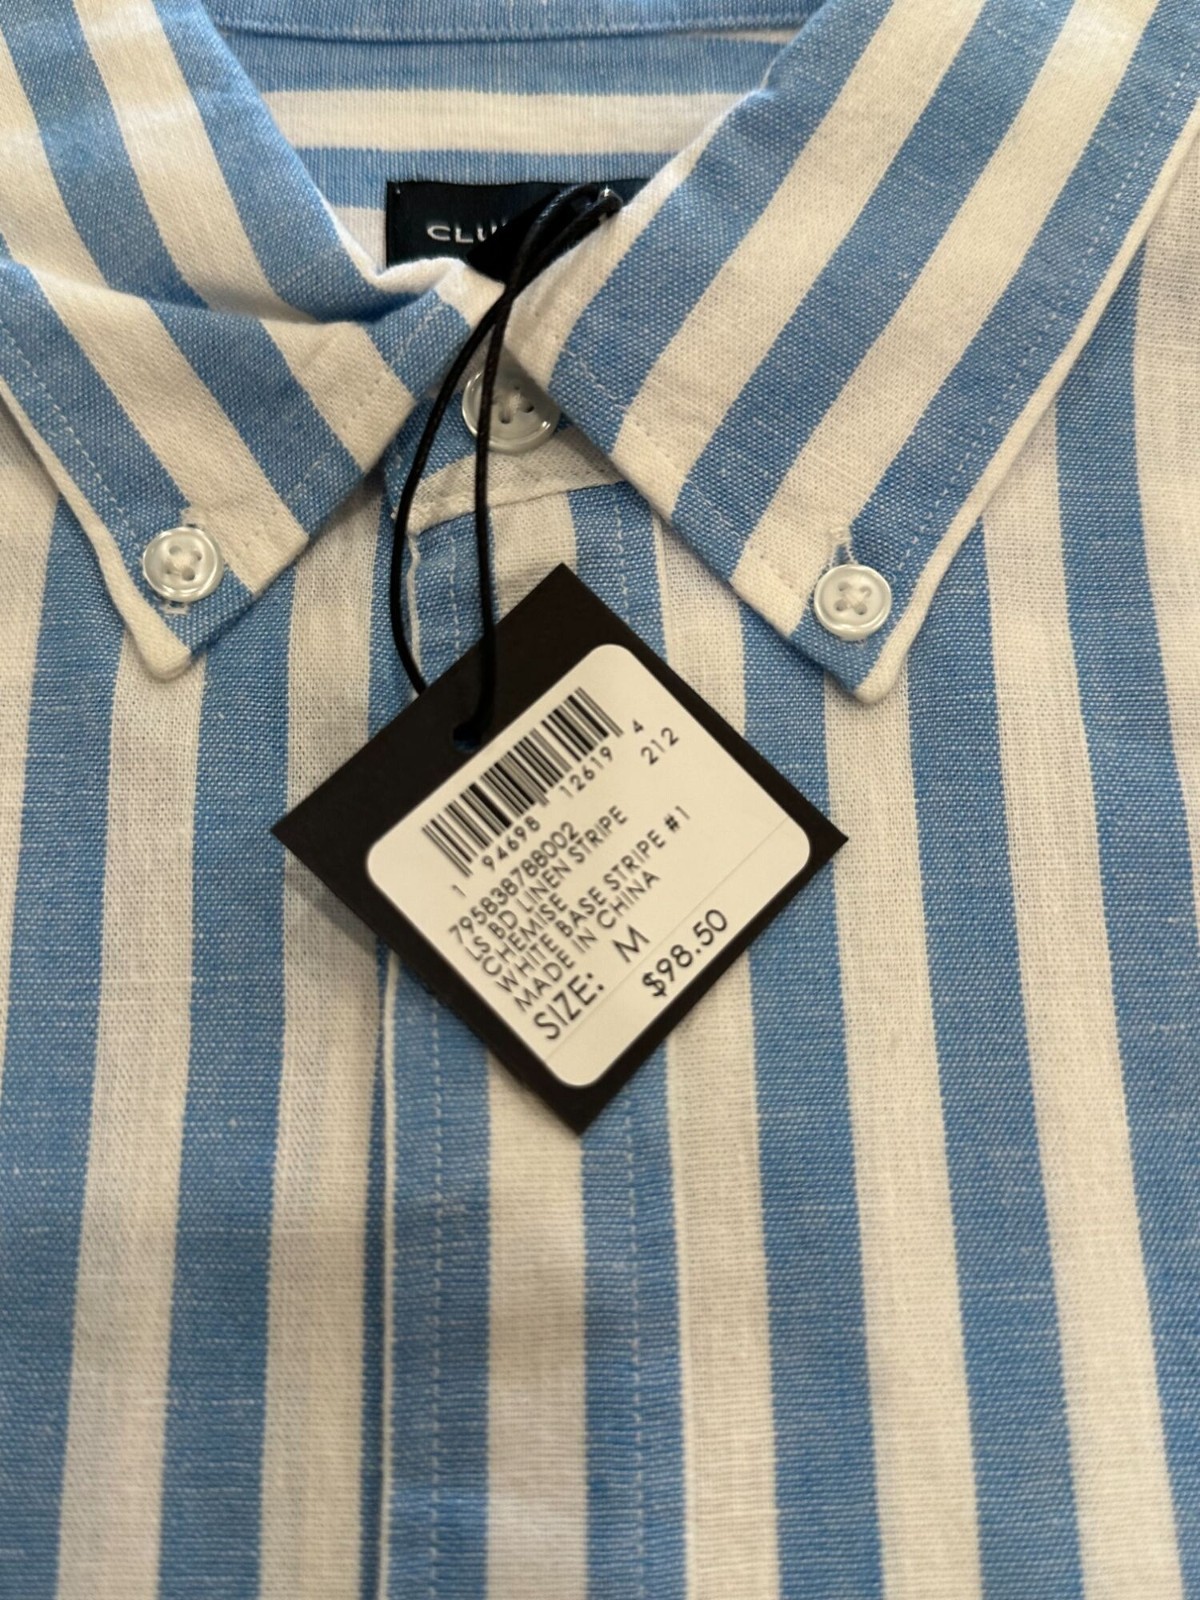 CLU
4
212
1 94698 12619
795838788002
LS BD LINEN STRIPE
CHEMISE
WHITE BASE STRIPE #1
MADE IN CHINA
SIZE: M
$98.50